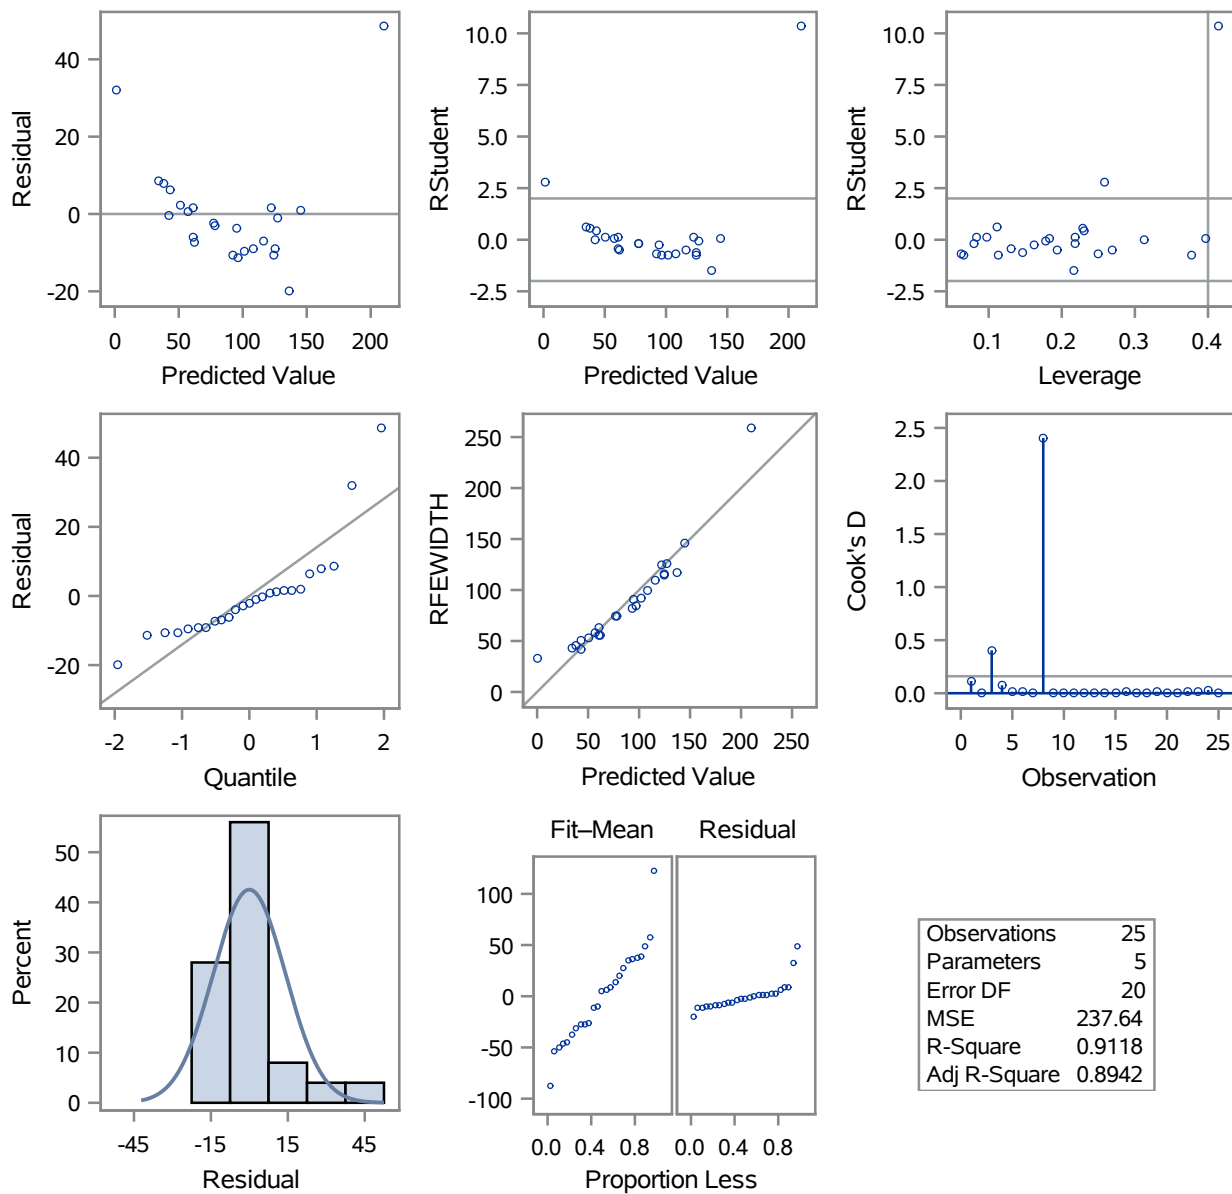 40
20
0
-20
Residual
0 50 100 150 200
Predicted Value
10.0
7.5
5.0
2.5
0.0
-2.5
RStudent
0 50 100 150 200
Predicted Value
10.0
7.5
5.0
2.5
0.0
-2.5
RStudent
0.1 0.2 0.3 0.4
Leverage
40
20
0
-20
Residual
-2 -1 0 1 2
Quantile
250
200
150
100
50
0
RFEWIDTH
0 50 100 150 200 250
Predicted Value
2.5
2.0
1.5
1.0
0.5
0.0
Cook's D
0 5 10 15 20 25
Observation
50
40
30
20
10
0
Percent
-45 -15 15 45
Residual
Fit–Mean Residual
100
50
0
-50
-100
0.0 0.4 0.8 0.0 0.4 0.8
Proportion Less
Observations 25
Parameters 5
Error DF 20
MSE 237.64
R-Square 0.9118
Adj R-Square 0.8942